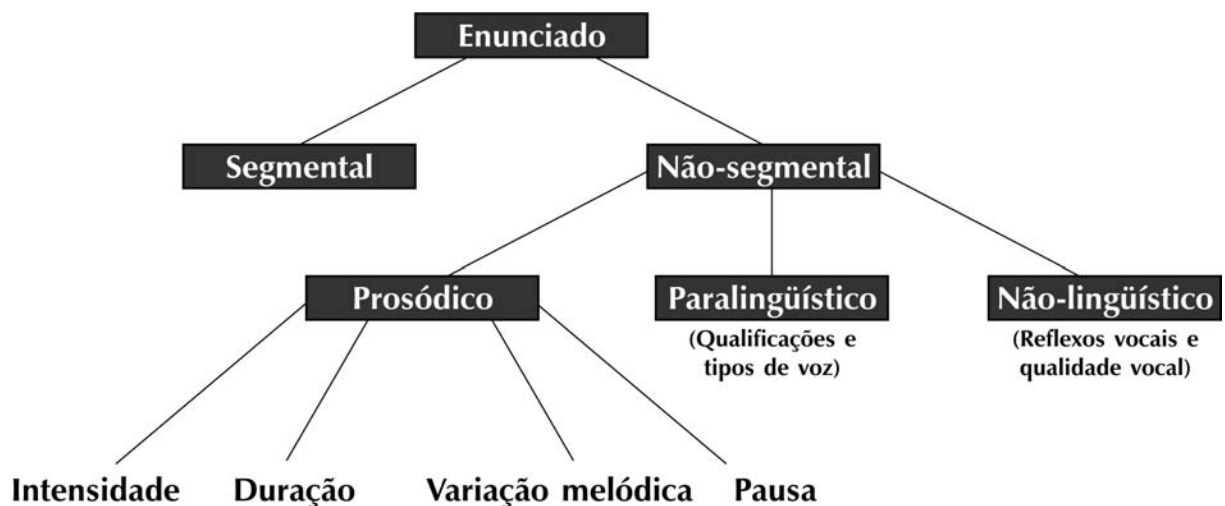 Enunciado
Segmental
Não-segmental
Prosódico
Paralingüístico
Não-lingüístico
(Qualificações e
tipos de voz)
(Reflexos vocais e
qualidade vocal)
Intensidade
Duração
Variação melódica
Pausa